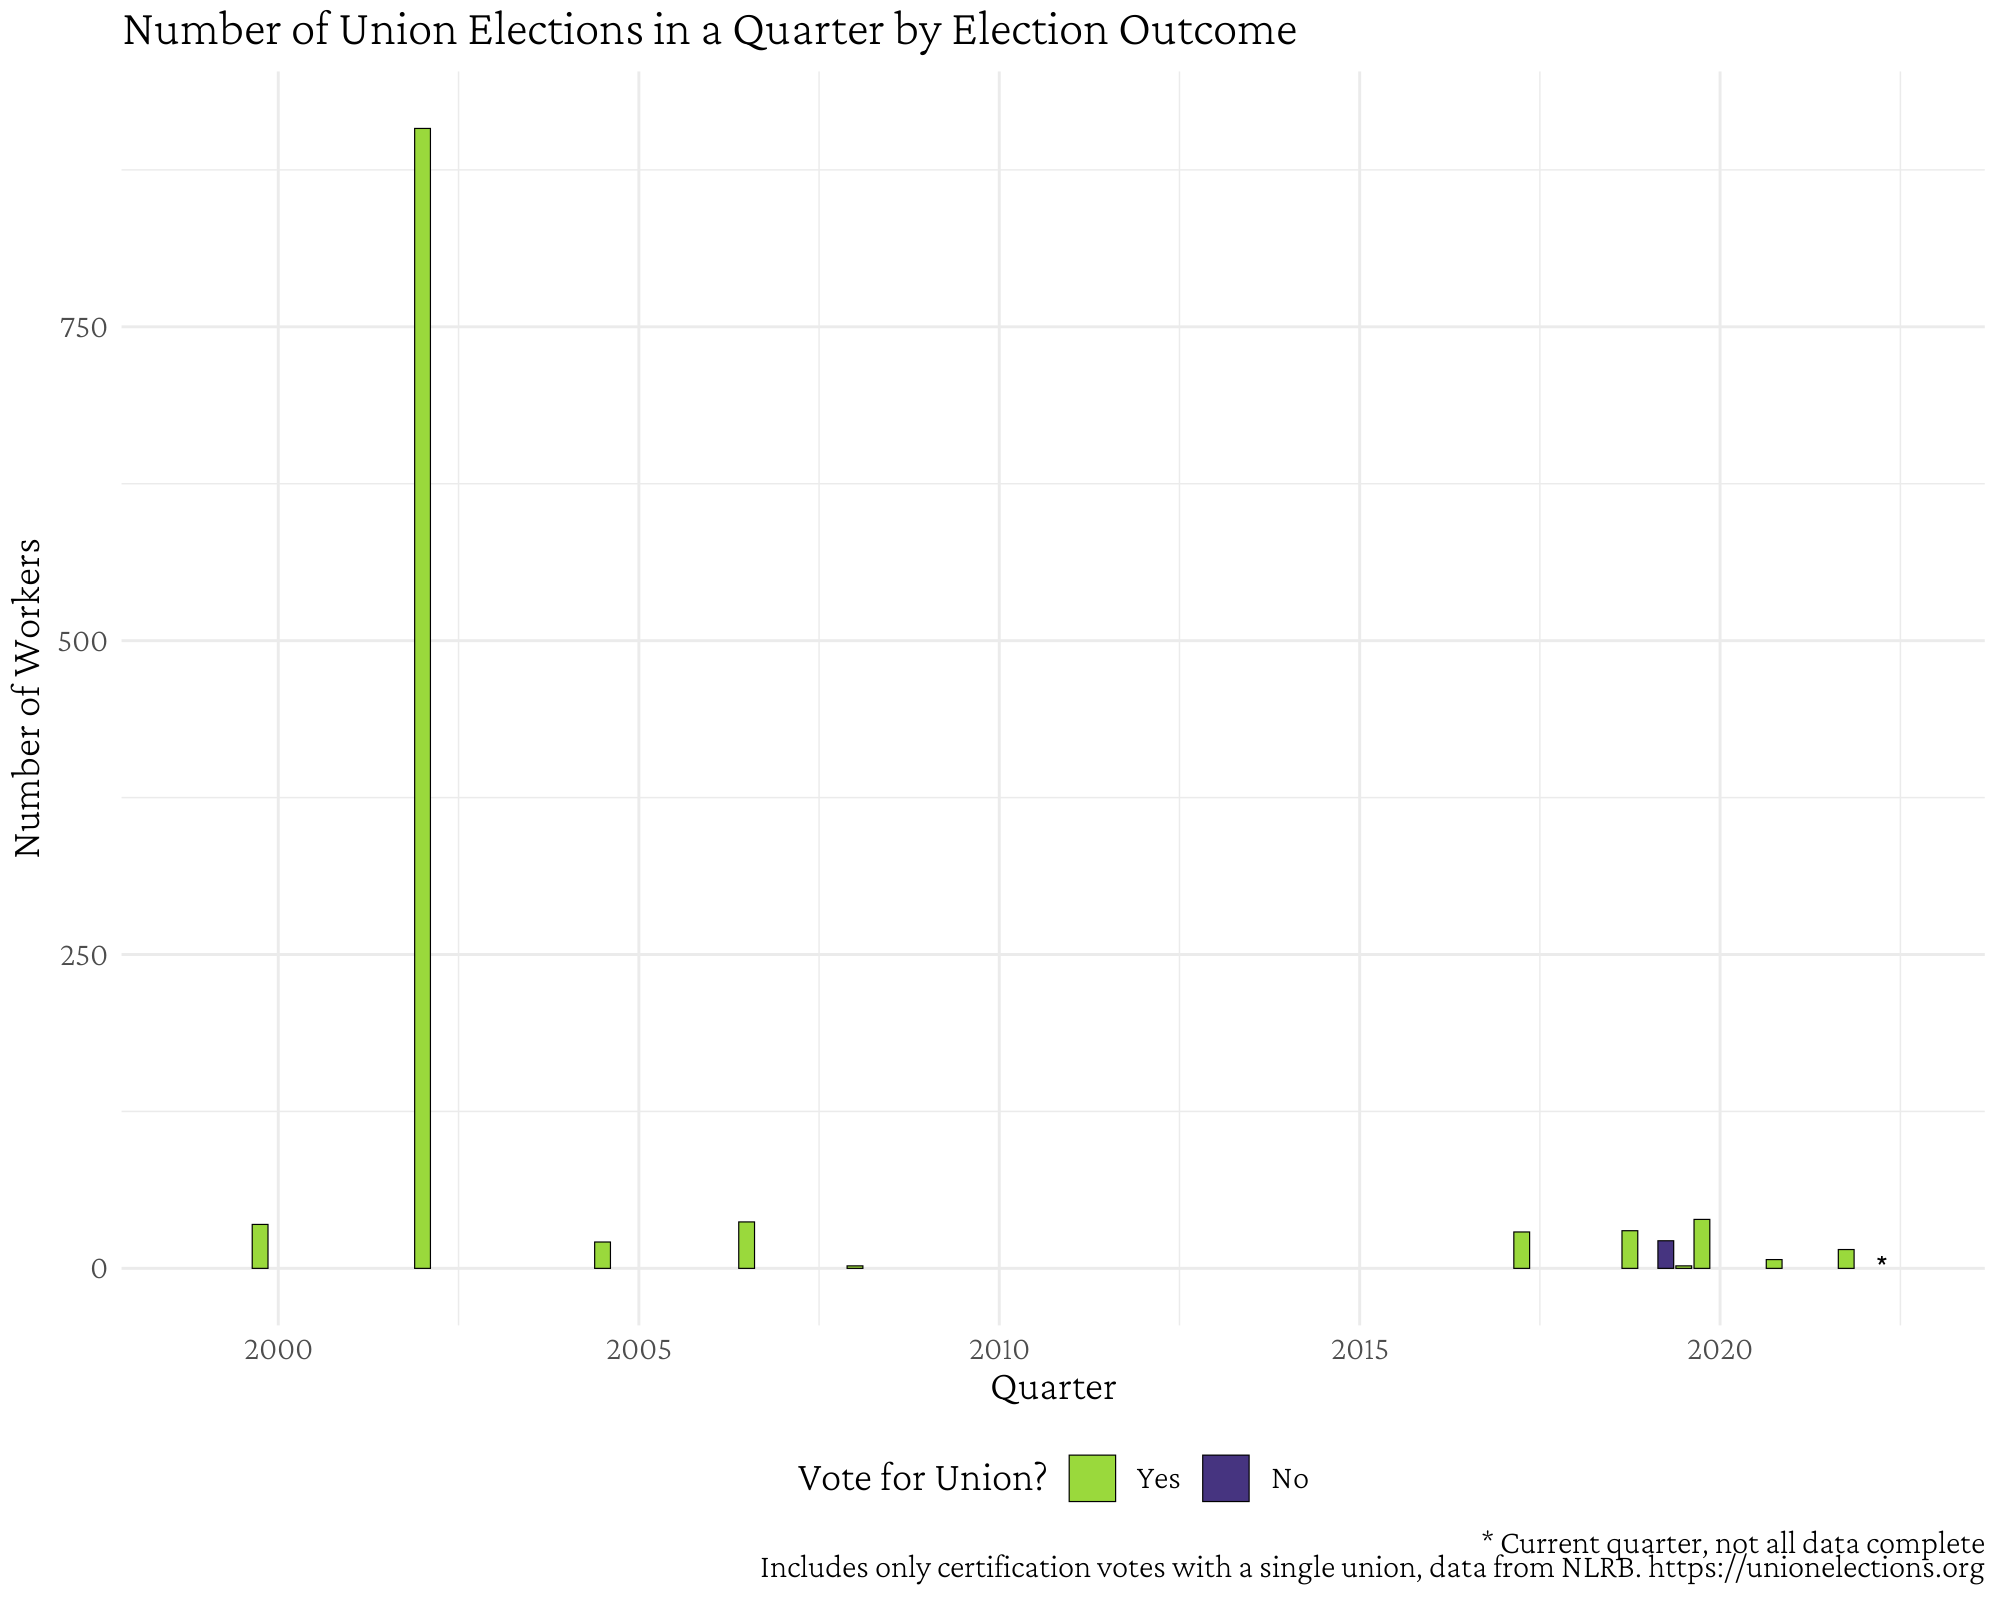 Number of Union Elections in a Quarter by Election Outcome
Number of Workers
750
500
250
0
*
2000 2005 2010 2015 2020
Quarter
Vote for Union? Yes No
* Current quarter, not all data complete
Includes only certification votes with a single union, data from NLRB. https://unionelections.org